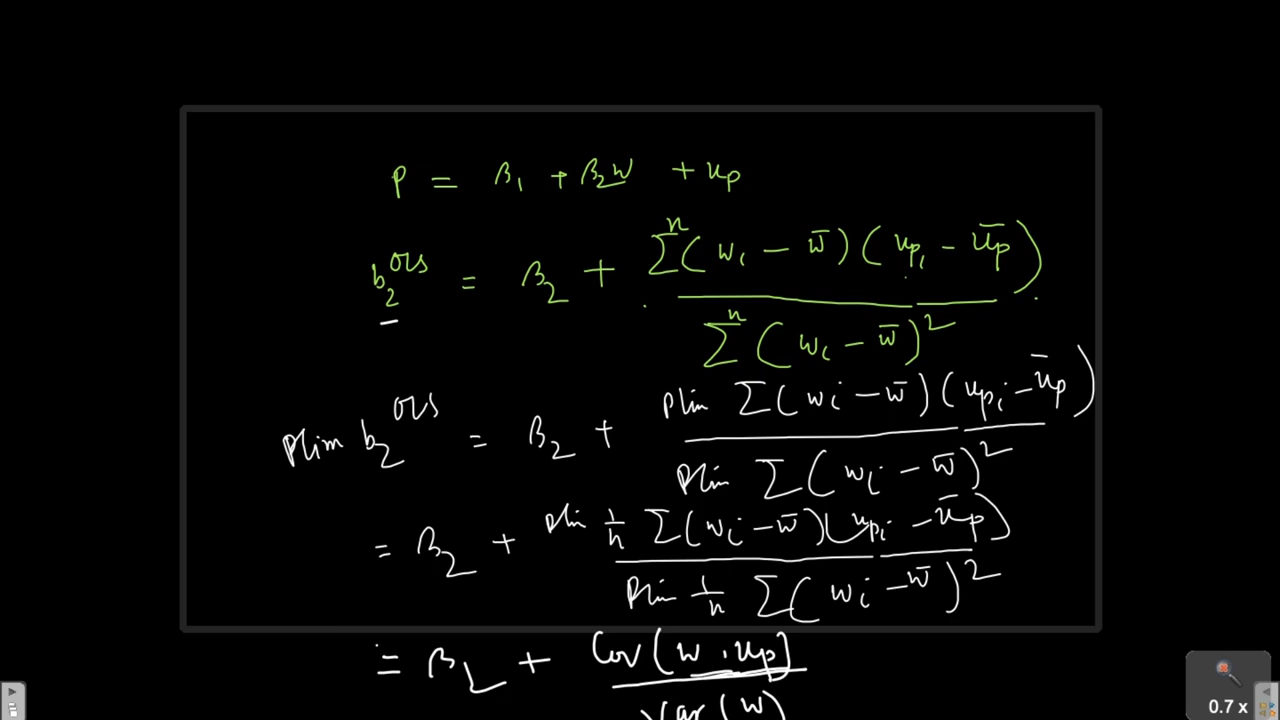 p = β₁ + β₂w + u_p
b₂^OLS = β₂ + Σⁿ(wᵢ − w̄)(u_pᵢ − ū_p) / Σⁿ(wᵢ − w̄)²
Plim b₂^OLS = β₂ + Plim Σ(wᵢ − w̄)(u_pᵢ − ū_p) / Plim Σ(wᵢ − w̄)²
= β₂ + Plim 1/n Σ(wᵢ − w̄)(u_pᵢ − ū_p) / Plim 1/n Σ(wᵢ − w̄)²
= β₂ + Cov(w, u_p) / Var(w)
0.7 x